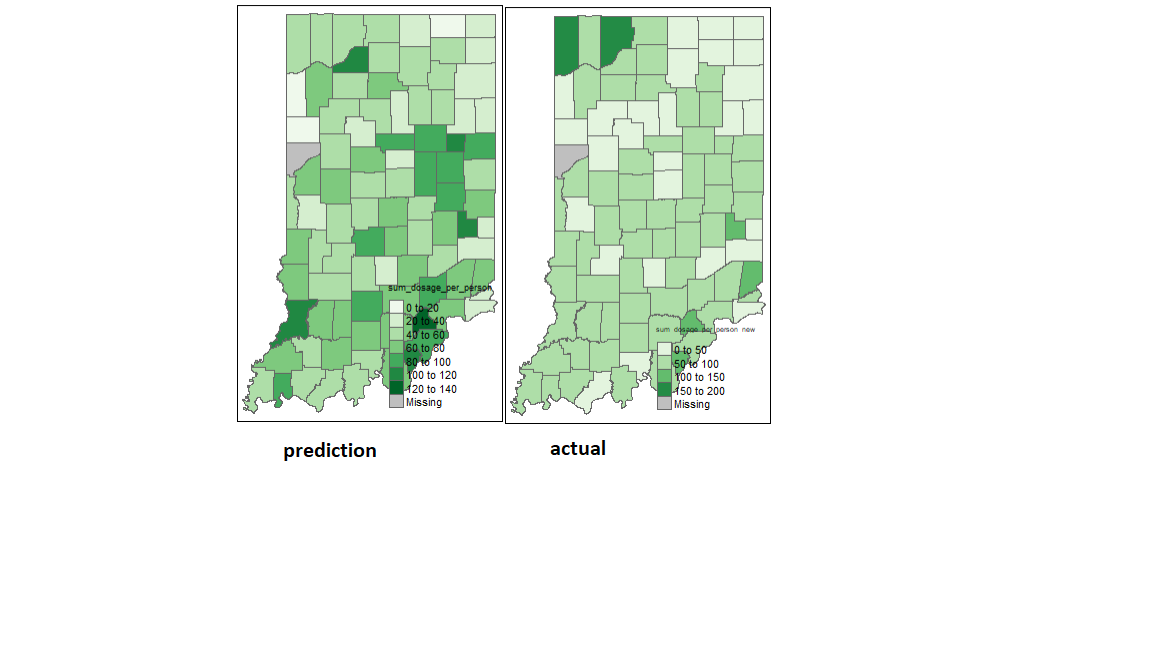 sum_dosage_per_person
0 to 20
20 to 40
40 to 60
60 to 80
80 to 100
100 to 120
120 to 140
Missing
prediction
sum_dosage_per_person_new
0 to 50
50 to 100
100 to 150
150 to 200
Missing
actual